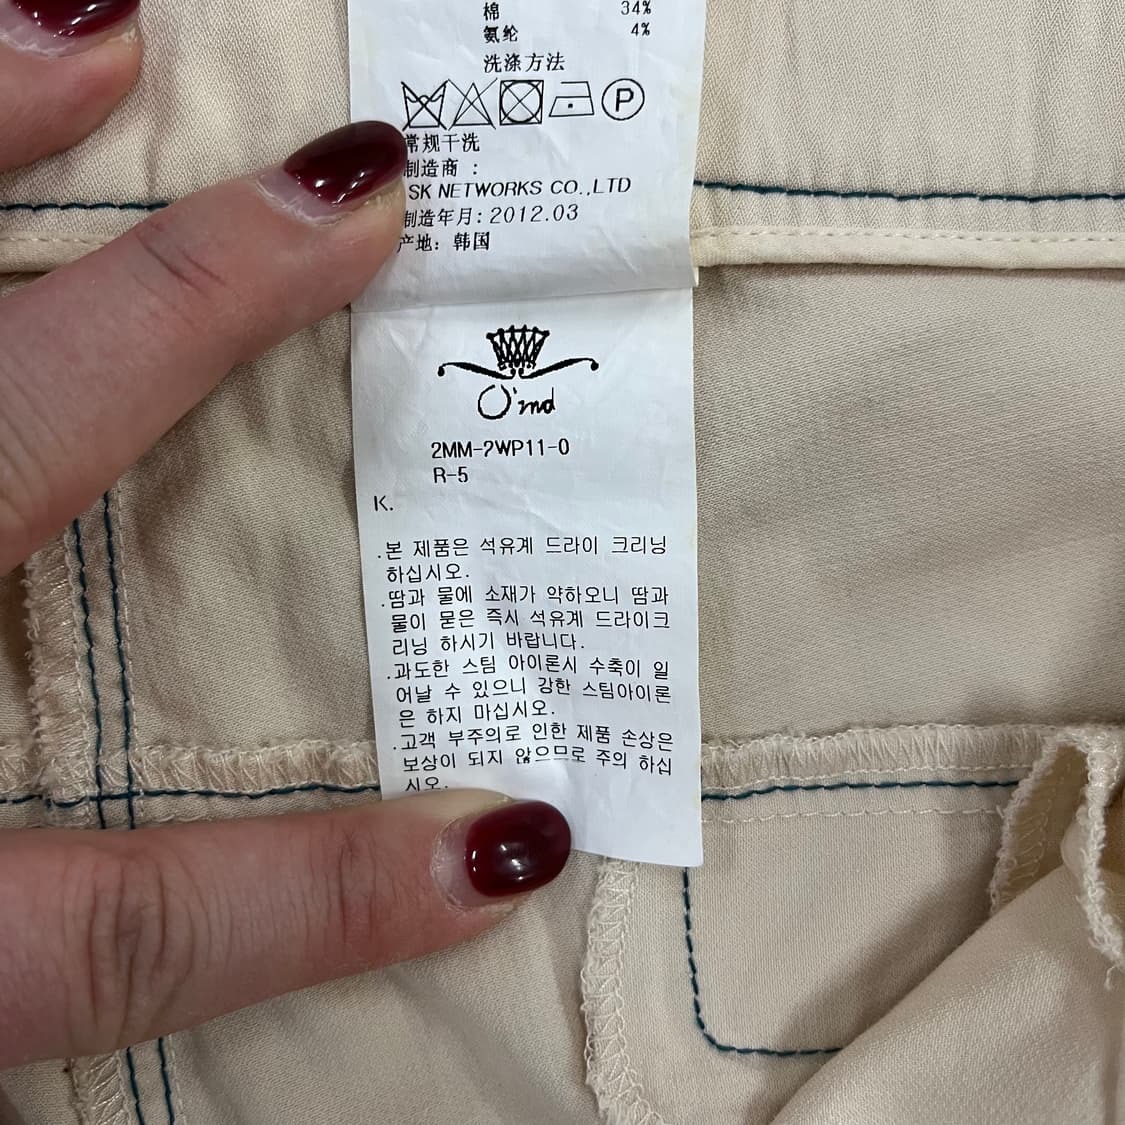 棉 34%
氨纶 4%
洗涤方法
P
常规干洗
制造商 :
SK NETWORKS CO.,LTD
制造年月: 2012.03
产地: 韩国
O'2nd
2MM-2WP11-0
R-5
K.
.본 제품은 석유계 드라이 크리닝
하십시오.
.땀과 물에 소재가 약하오니 땀과
물이 묻은 즉시 석유계 드라이크
리닝 하시기 바랍니다.
.과도한 스팀 아이론시 수축이 일
어날 수 있으니 강한 스팀아이론
은 하지 마십시오.
.고객 부주의로 인한 제품 손상은
보상이 되지 않으므로 주의 하십
시오.